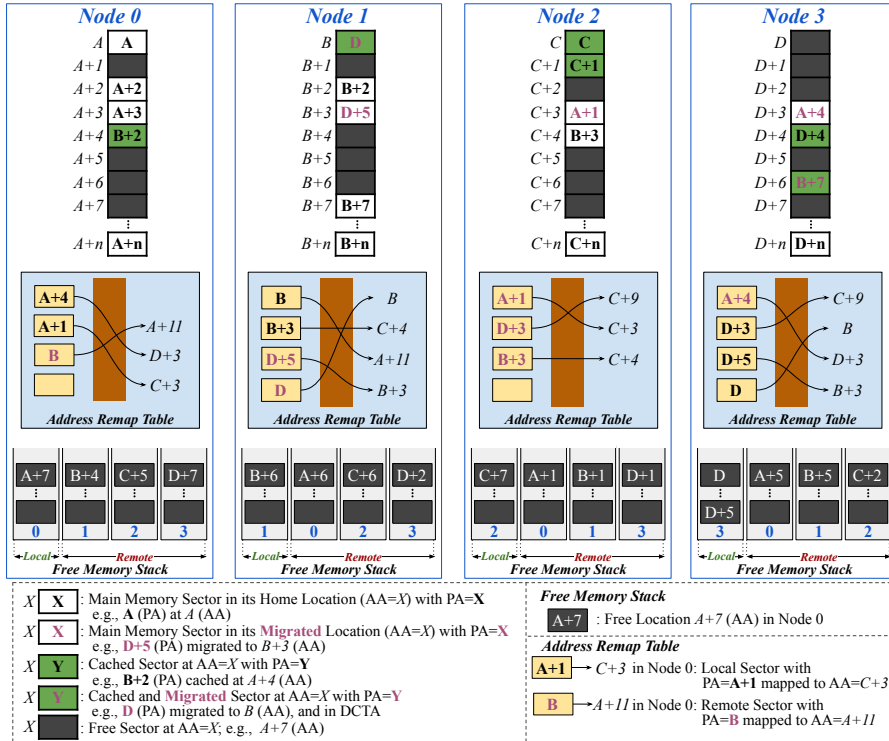 Node 0
A A
A+1
A+2 A+2
A+3 A+3
A+4 B+2
A+5
A+6
A+7
A+n A+n
A+4
A+1
B
A+11
D+3
C+3
Address Remap Table
A+7 B+4 C+5 D+7
0 1 2 3
Local Remote
Free Memory Stack
Node 1
B D
B+1
B+2 B+2
B+3 D+5
B+4
B+5
B+6
B+7 B+7
B+n B+n
B
B+3
D+5
D
B
C+4
A+11
B+3
Address Remap Table
B+6 A+6 C+6 D+2
1 0 2 3
Local Remote
Free Memory Stack
Node 2
C C
C+1 C+1
C+2
C+3 A+1
C+4 B+3
C+5
C+6
C+7
C+n C+n
A+1
D+3
B+3
C+9
C+3
C+4
Address Remap Table
C+7 A+1 B+1 D+1
2 0 1 3
Local Remote
Free Memory Stack
Node 3
D
D+1
D+2
D+3 A+4
D+4 D+4
D+5
D+6 B+7
D+7
D+n D+n
A+4
D+3
D+5
D
C+9
B
D+3
B+3
Address Remap Table
D A+5 B+5 C+2
D+5
3 0 1 2
Local Remote
Free Memory Stack
X X : Main Memory Sector in its Home Location (AA=X) with PA=X
e.g., A (PA) at A (AA)
X X : Main Memory Sector in its Migrated Location (AA=X) with PA=X
e.g., D+5 (PA) migrated to B+3 (AA)
X Y : Cached Sector at AA=X with PA=Y
e.g., B+2 (PA) cached at A+4 (AA)
X Y : Cached and Migrated Sector at AA=X with PA=Y
e.g., D (PA) migrated to B (AA), and in DCTA
X : Free Sector at AA=X; e.g., A+7 (AA)
Free Memory Stack
A+7 : Free Location A+7 (AA) in Node 0
Address Remap Table
A+1 C+3 in Node 0: Local Sector with
PA=A+1 mapped to AA=C+3
B A+11 in Node 0: Remote Sector with
PA=B mapped to AA=A+11